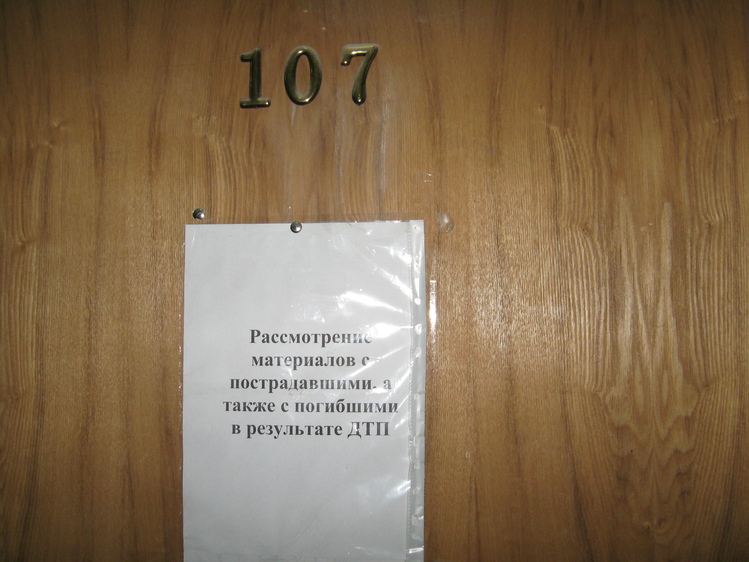 107
Рассмотрение
материалов с
пострадавшими, а
также с погибшими
в результате ДТП